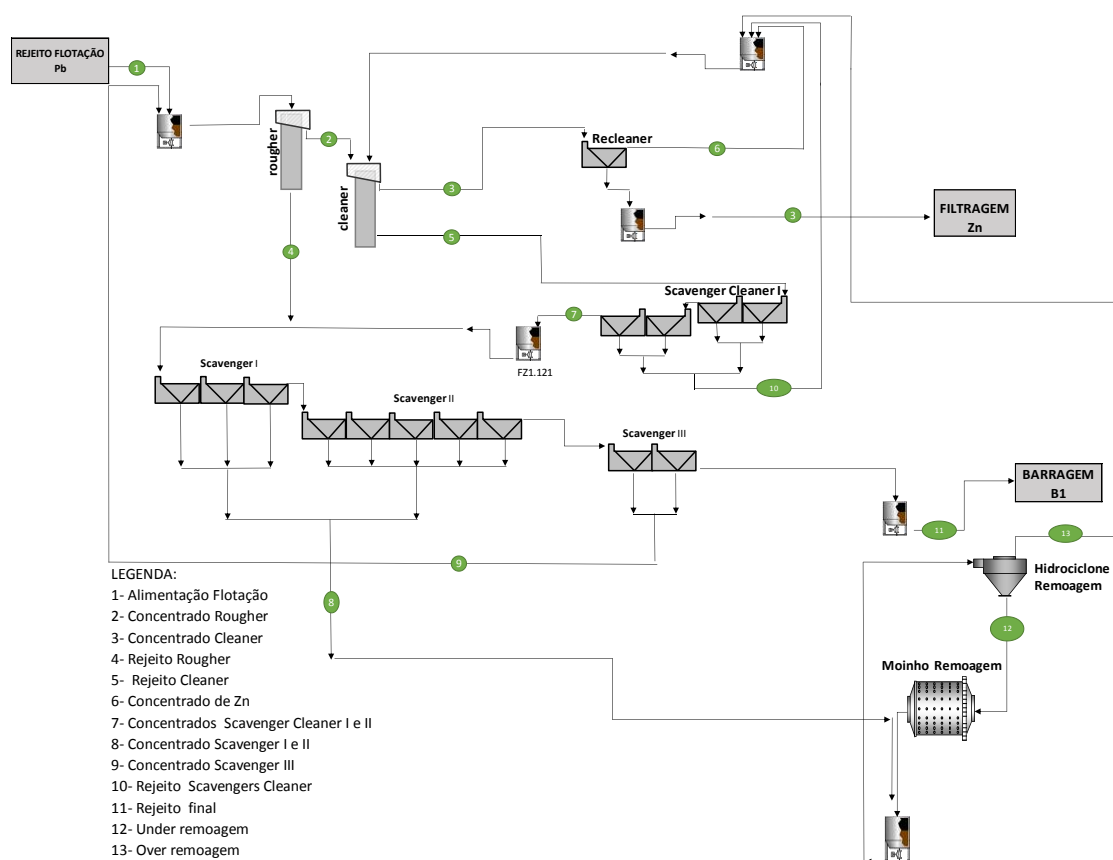 REJEITO FLOTAÇÃO
Pb
1
rougher
2
cleaner
3
Recleaner
6
3
FILTRAGEM
Zn
4
5
Scavenger Cleaner I
7
FZ1.121
10
Scavenger I
Scavenger II
Scavenger III
BARRAGEM
B1
11
13
9
Hidrociclone
Remoagem
8
12
Moinho Remoagem
LEGENDA:
1- Alimentação Flotação
2- Concentrado Rougher
3- Concentrado Cleaner
4- Rejeito Rougher
5- Rejeito Cleaner
6- Concentrado de Zn
7- Concentrados Scavenger Cleaner I e II
8- Concentrado Scavenger I e II
9- Concentrado Scavenger III
10- Rejeito Scavengers Cleaner
11- Rejeito final
12- Under remoagem
13- Over remoagem